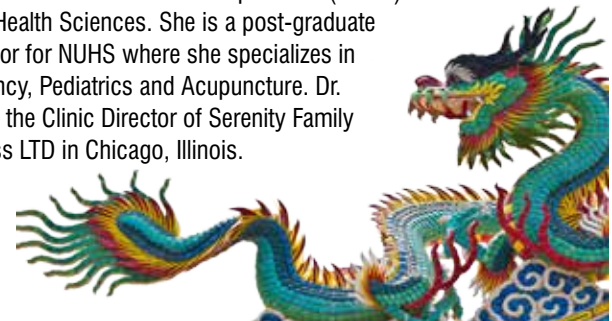 Health Sciences. She is a post-graduate
or for NUHS where she specializes in
ncy, Pediatrics and Acupuncture. Dr.
the Clinic Director of Serenity Family
ss LTD in Chicago, Illinois.